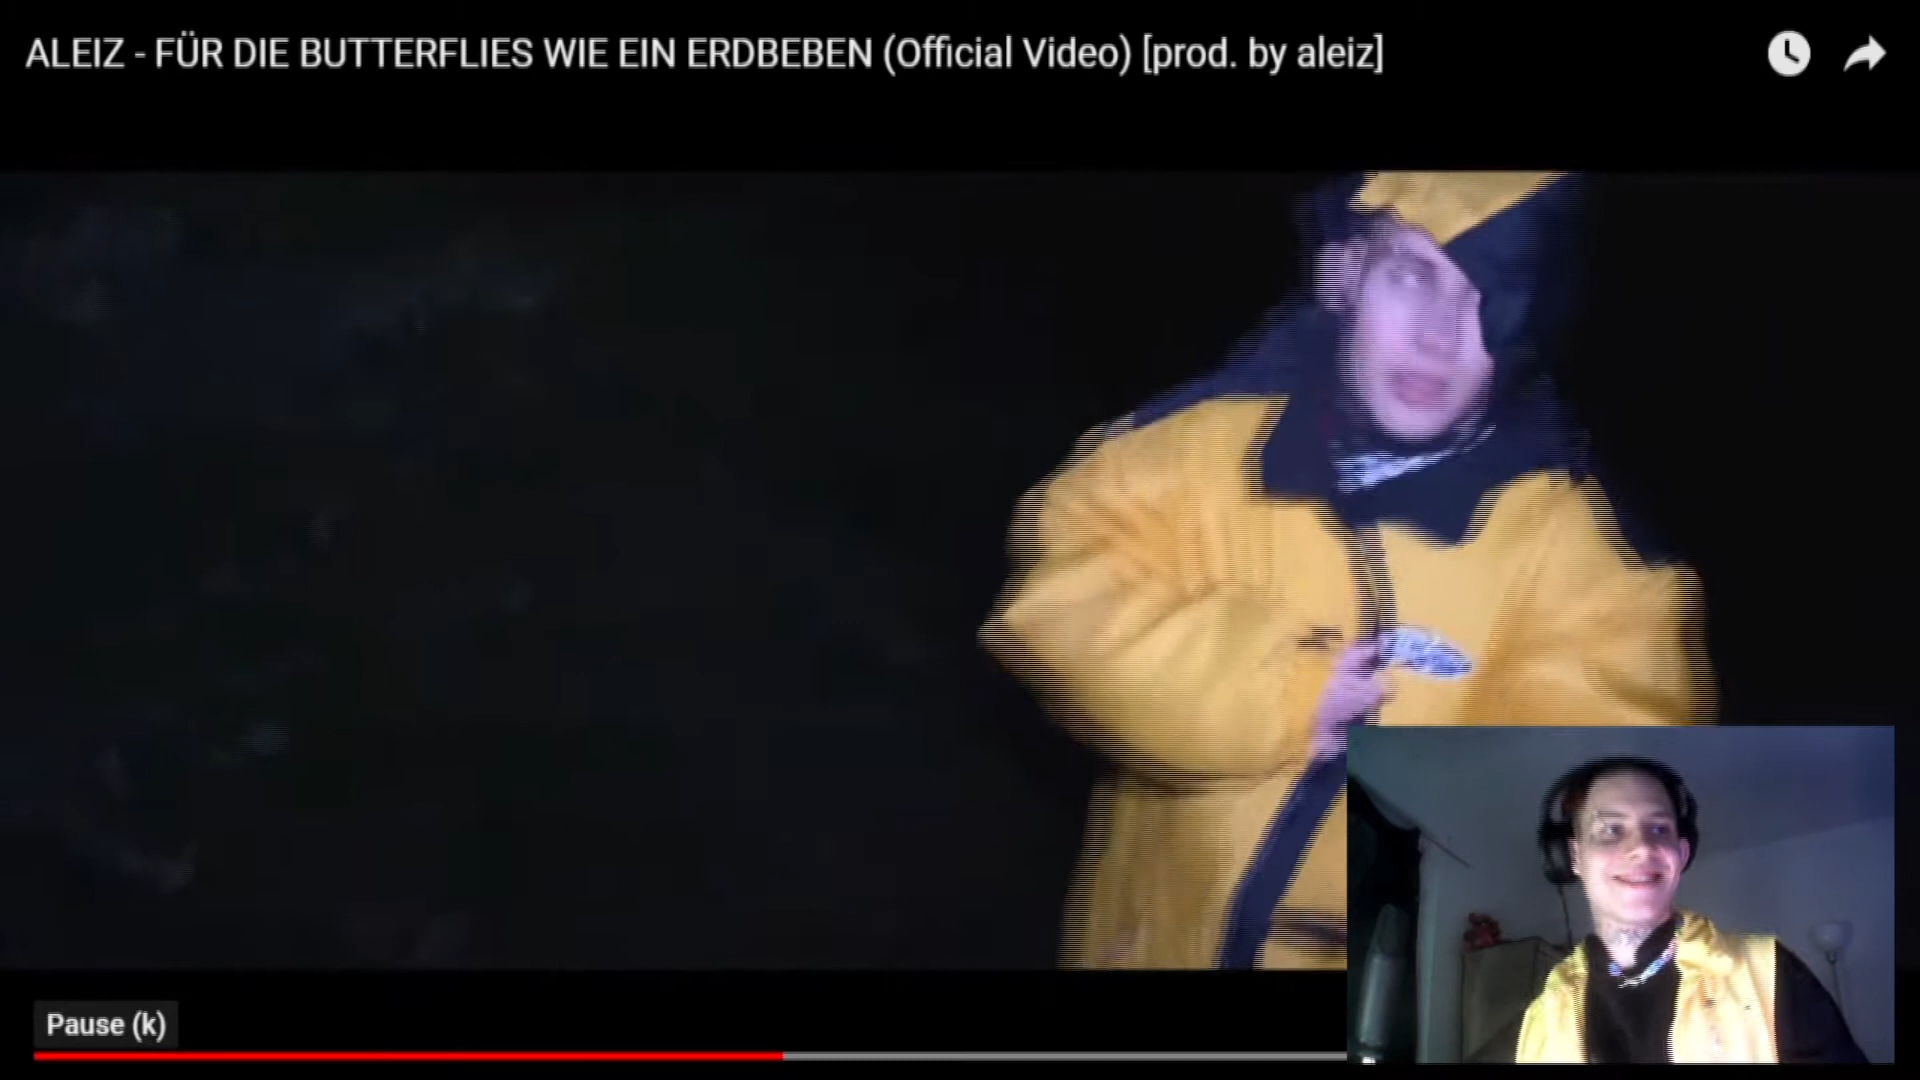 ALEIZ - FÜR DIE BUTTERFLIES WIE EIN ERDBEBEN (Official Video) [prod. by aleiz]
Pause (k)